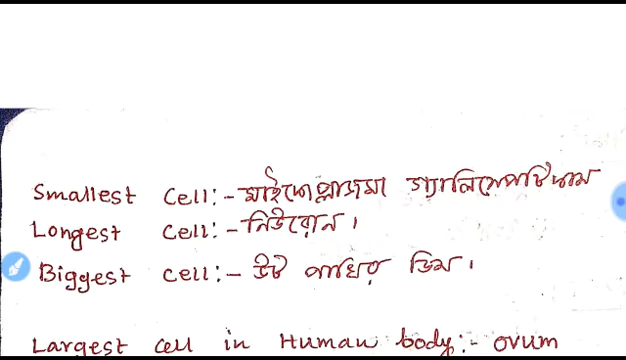 Smallest Cell:- মাইকোপ্লাজমা গ্যালিসেপটিকাম
Longest Cell:- নিউরোন।
Biggest Cell:- উট পাখির ডিম।
Largest cell in Human body:- ovum